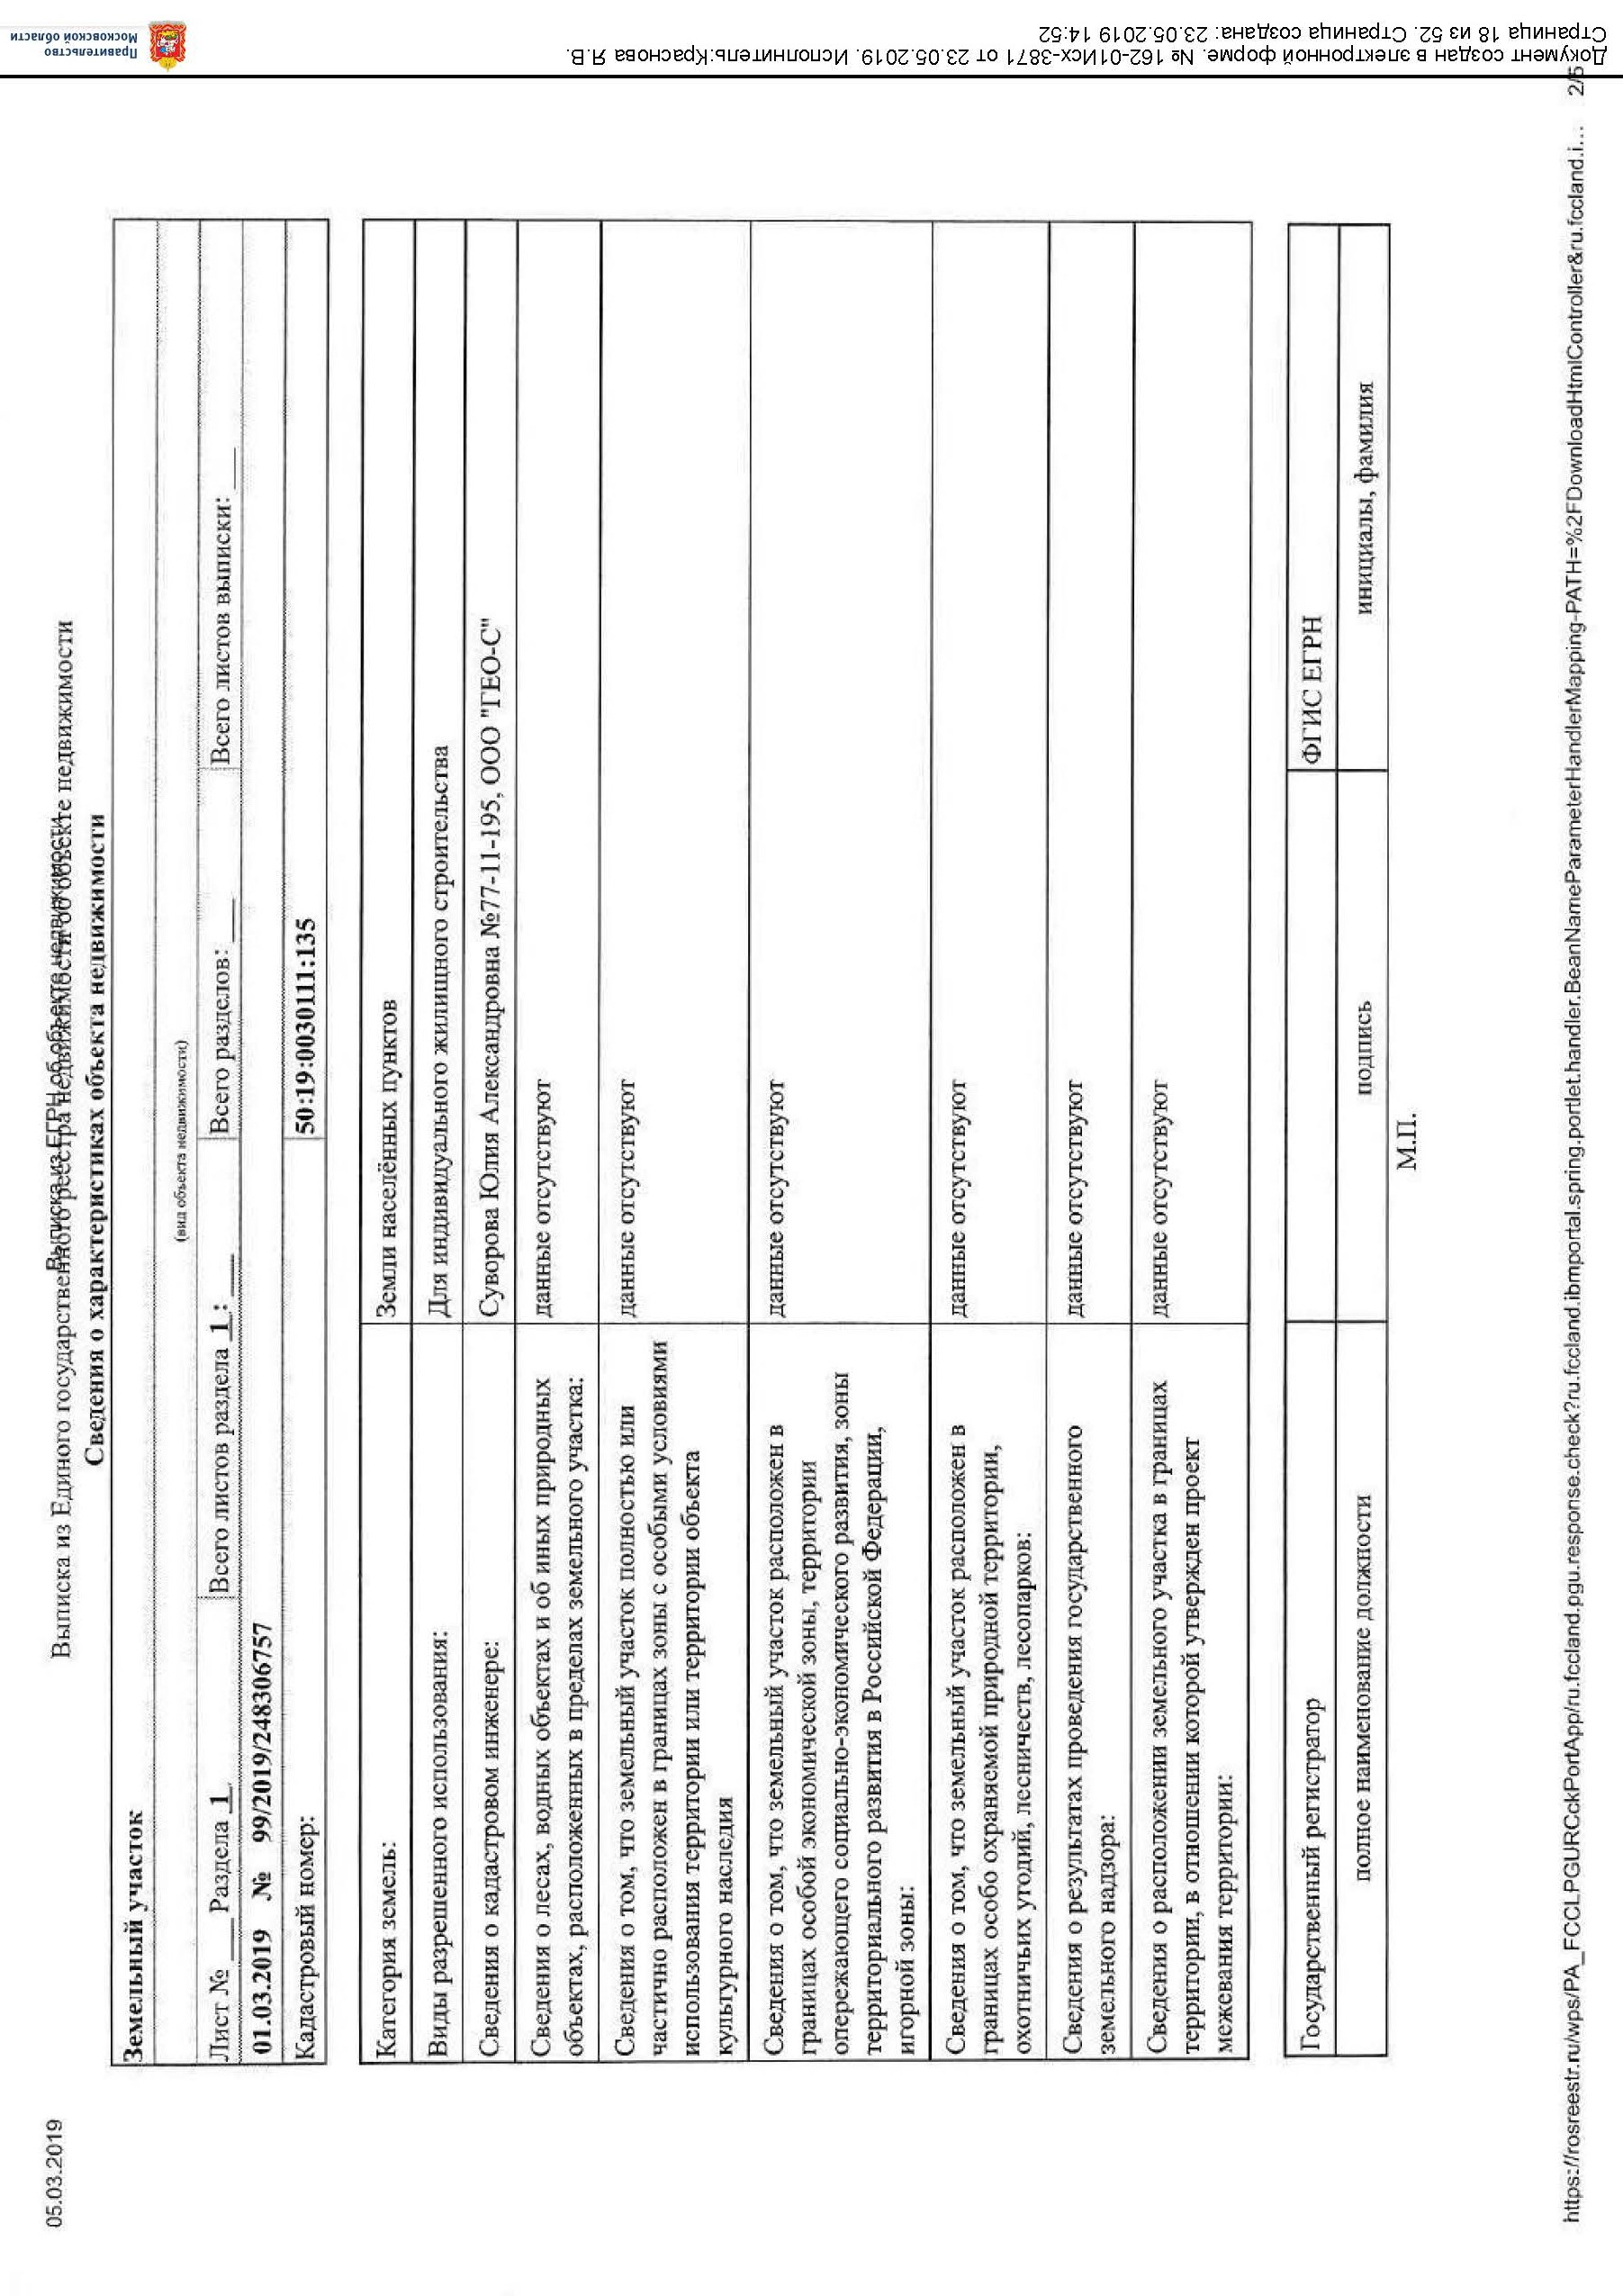 Документ создан в электронной форме. № 162-01Исх-3871 от 23.05.2019. Исполнитель:Краснова Я.В.
Страница 18 из 52. Страница создана: 23.05.2019 14:52
Правительство
Московской области
05.03.2019
Выписка из ЕГРН об объекте недвижимости
Выписка из Единого государственного реестра недвижимости об объекте недвижимости
Сведения о характеристиках объекта недвижимости
Земельный участок
(вид объекта недвижимости)
Лист № ___ Раздела 1 Всего листов раздела 1 : ___ Всего разделов: ___ Всего листов выписки: ___
01.03.2019 № 99/2019/248306757
Кадастровый номер: 50:19:0030111:135
Категория земель: Земли населённых пунктов
Виды разрешенного использования: Для индивидуального жилищного строительства
Сведения о кадастровом инженере: Суворова Юлия Александровна №77-11-195, ООО "ГЕО-С"
Сведения о лесах, водных объектах и об иных природных данные отсутствуют
объектах, расположенных в пределах земельного участка:
Сведения о том, что земельный участок полностью или данные отсутствуют
частично расположен в границах зоны с особыми условиями
использования территории или территории объекта
культурного наследия
Сведения о том, что земельный участок расположен в данные отсутствуют
границах особой экономической зоны, территории
опережающего социально-экономического развития, зоны
территориального развития в Российской Федерации,
игорной зоны:
Сведения о том, что земельный участок расположен в данные отсутствуют
границах особо охраняемой природной территории,
охотничьих угодий, лесничеств, лесопарков:
Сведения о результатах проведения государственного данные отсутствуют
земельного надзора:
Сведения о расположении земельного участка в границах данные отсутствуют
территории, в отношении которой утвержден проект
межевания территории:
Государственный регистратор ФГИС ЕГРН
полное наименование должности подпись инициалы, фамилия
М.П.
https://rosreestr.ru/wps/PA_FCCLPGURCckPortApp/ru.fccland.pgu.response.check?ru.fccland.ibmportal.spring.portlet.handler.BeanNameParameterHandlerMapping-PATH=%2FDownloadHtmlController&ru.fccland.i... 2/5